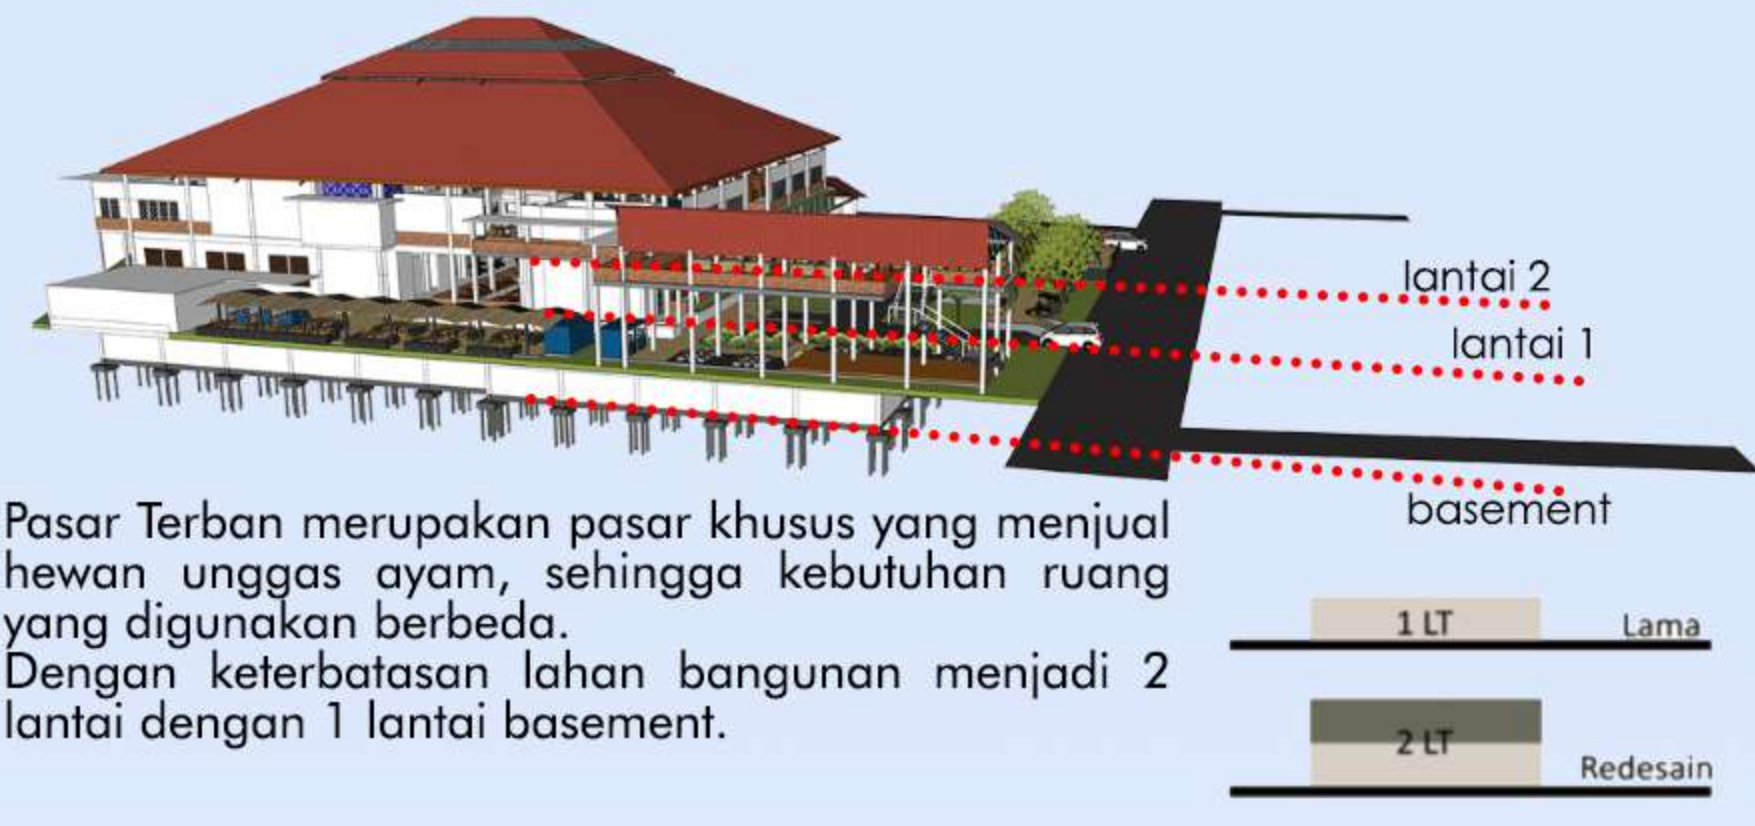 lantai 2
lantai 1
basement
Pasar Terban merupakan pasar khusus yang menjual
hewan unggas ayam, sehingga kebutuhan ruang
yang digunakan berbeda.
Dengan keterbatasan lahan bangunan menjadi 2
lantai dengan 1 lantai basement.
1 LT
Lama
2 LT
Redesain